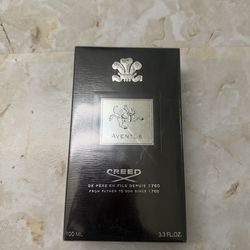 AVENTUS
CREED
DE PÈRE EN FILS DEPUIS 1760
FROM FATHER TO SON SINCE 1760
100 ML 3.3 FL.OZ.